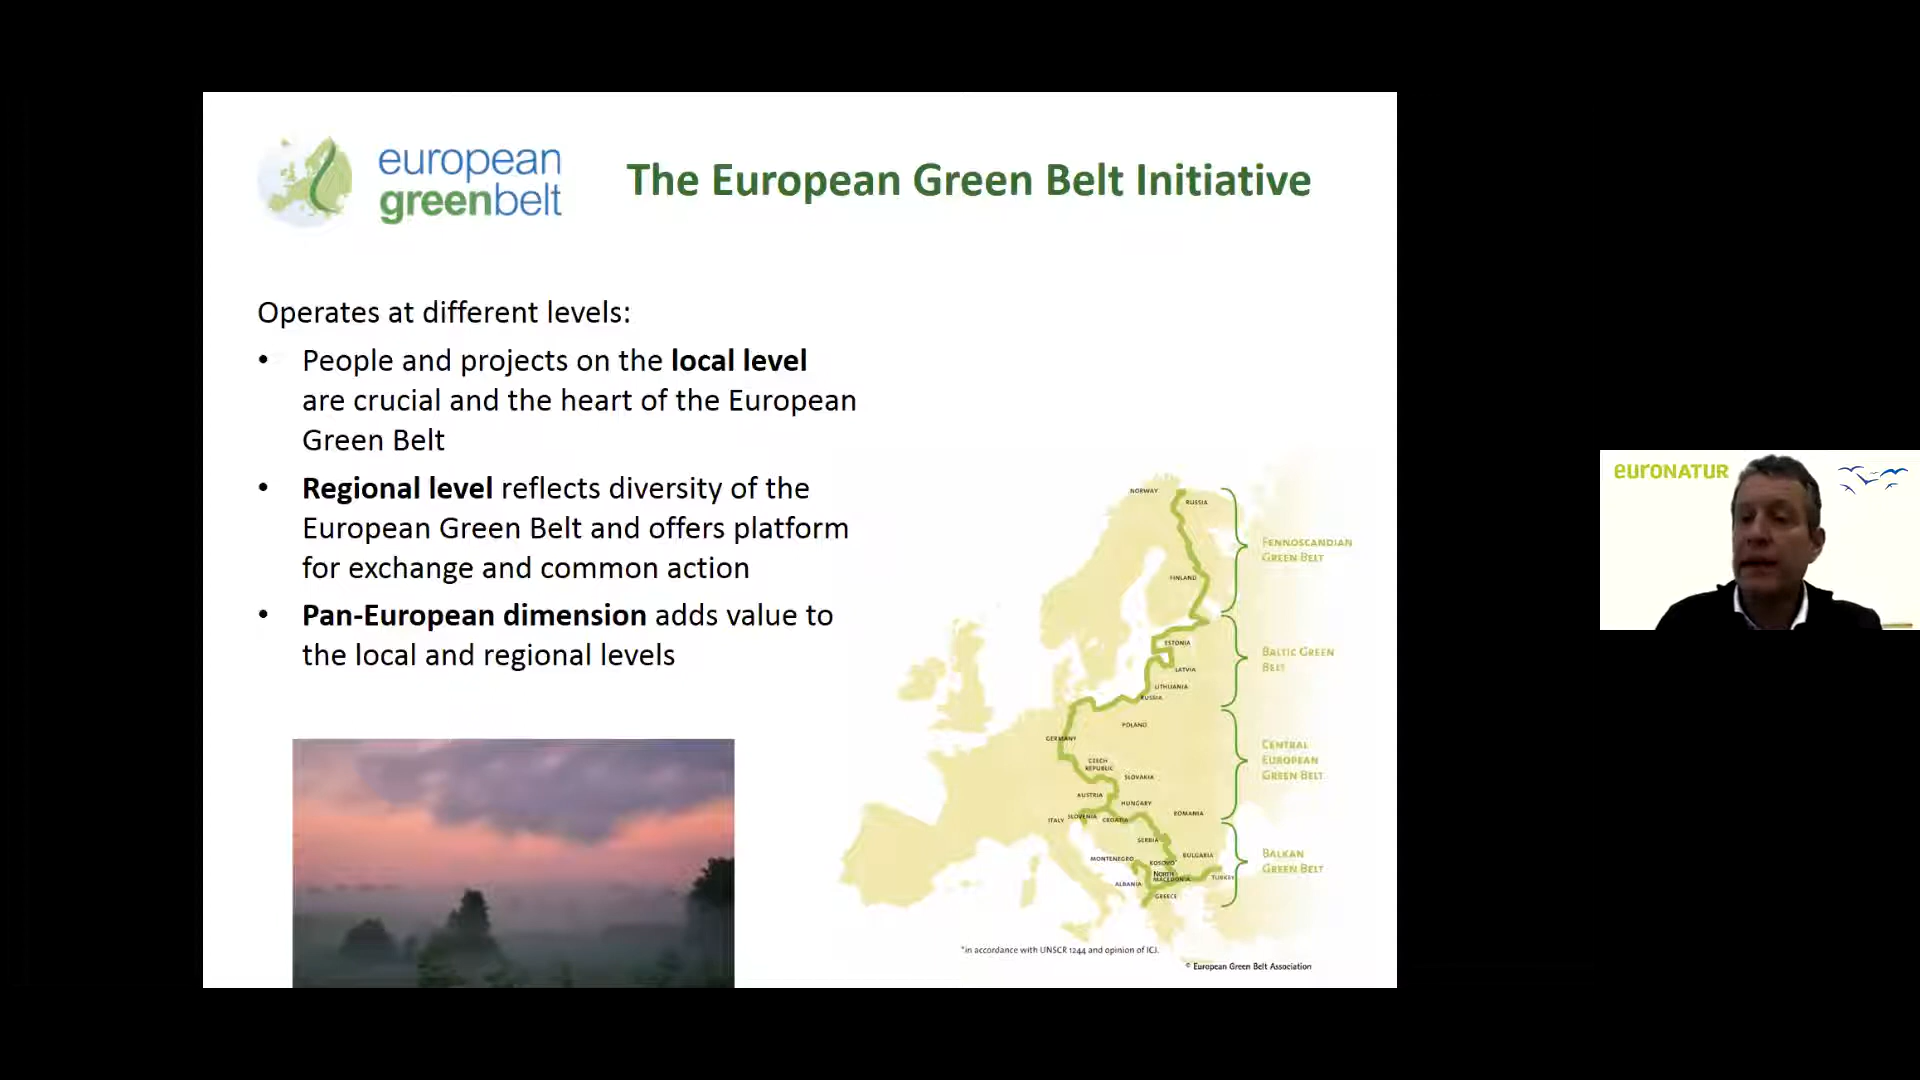 european
greenbelt
The European Green Belt Initiative
Operates at different levels:
• People and projects on the local level
are crucial and the heart of the European
Green Belt
• Regional level reflects diversity of the
European Green Belt and offers platform
for exchange and common action
• Pan-European dimension adds value to
the local and regional levels
NORWAY
RUSSIA
FENNOSCANDIAN
GREEN BELT
FINLAND
ESTONIA
BALTIC GREEN
BELT
LATVIA
LITHUANIA
RUSSIA
POLAND
GERMANY
CENTRAL
EUROPEAN
GREEN BELT
CZECH
REPUBLIC
SLOVAKIA
AUSTRIA
HUNGARY
ROMANIA
ITALY
SLOVENIA
CROATIA
SERBIA
BULGARIA
BALKAN
GREEN BELT
MONTENEGRO
KOSOVO*
NORTH
MACEDONIA
TURKEY
ALBANIA
GREECE
*in accordance with UNSCR 1244 and opinion of ICJ.
© European Green Belt Association
euroNATUR